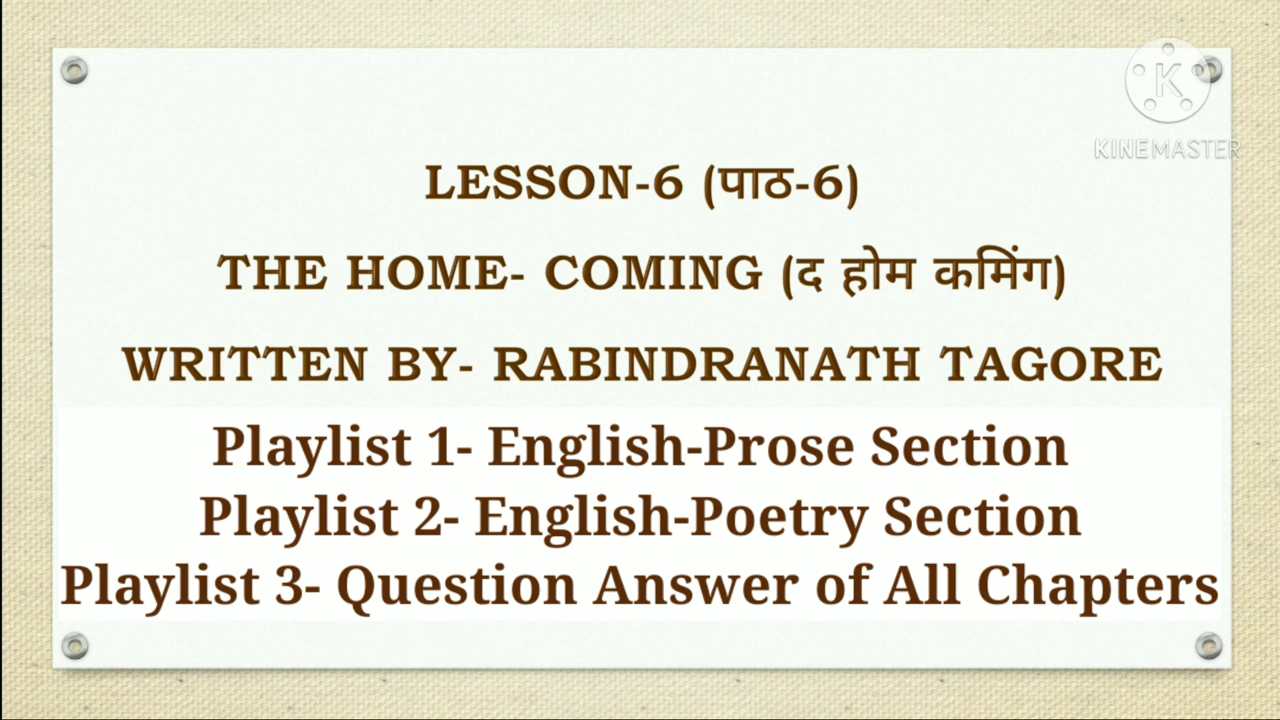 K
KINEMASTER
LESSON-6 (पाठ-6)
THE HOME- COMING (द होम कमिंग)
WRITTEN BY- RABINDRANATH TAGORE
Playlist 1- English-Prose Section
Playlist 2- English-Poetry Section
Playlist 3- Question Answer of All Chapters